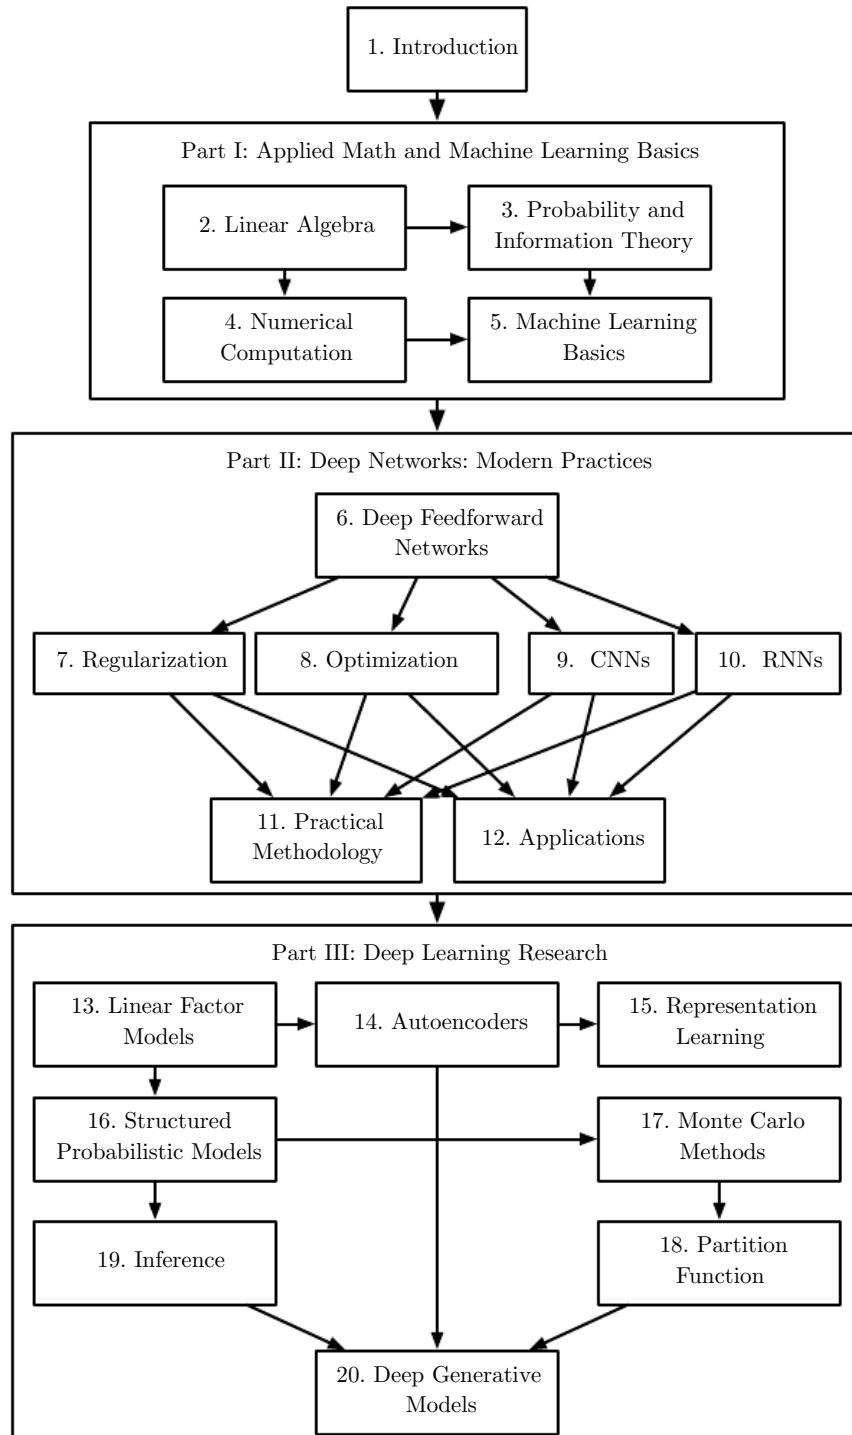 1. Introduction
Part I: Applied Math and Machine Learning Basics
2. Linear Algebra
3. Probability and
Information Theory
4. Numerical
Computation
5. Machine Learning
Basics
Part II: Deep Networks: Modern Practices
6. Deep Feedforward
Networks
7. Regularization
8. Optimization
9. CNNs
10. RNNs
11. Practical
Methodology
12. Applications
Part III: Deep Learning Research
13. Linear Factor
Models
14. Autoencoders
15. Representation
Learning
16. Structured
Probabilistic Models
17. Monte Carlo
Methods
19. Inference
18. Partition
Function
20. Deep Generative
Models